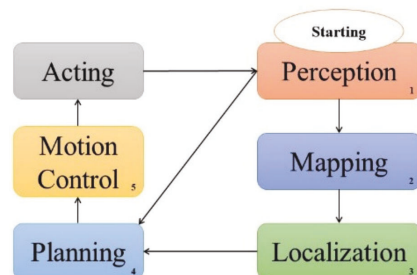 Starting
Perception
1
Mapping
2
Localization
3
Planning
4
Motion
Control
5
Acting